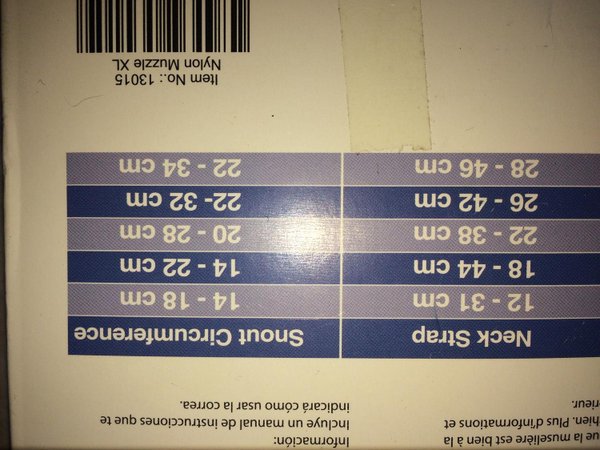 ue la muselière est bien à la
hien. Plus d'informations et
rieur.
Información:
Incluye un manual de instrucciones que te
indicará cómo usar la correa.
Neck Strap Snout Circumference
12 - 31 cm 14 - 18 cm
18 - 44 cm 14 - 22 cm
22 - 38 cm 20 - 28 cm
26 - 42 cm 22- 32 cm
28 - 46 cm 22 - 34 cm
Item No.: 13015
Nylon Muzzle XL